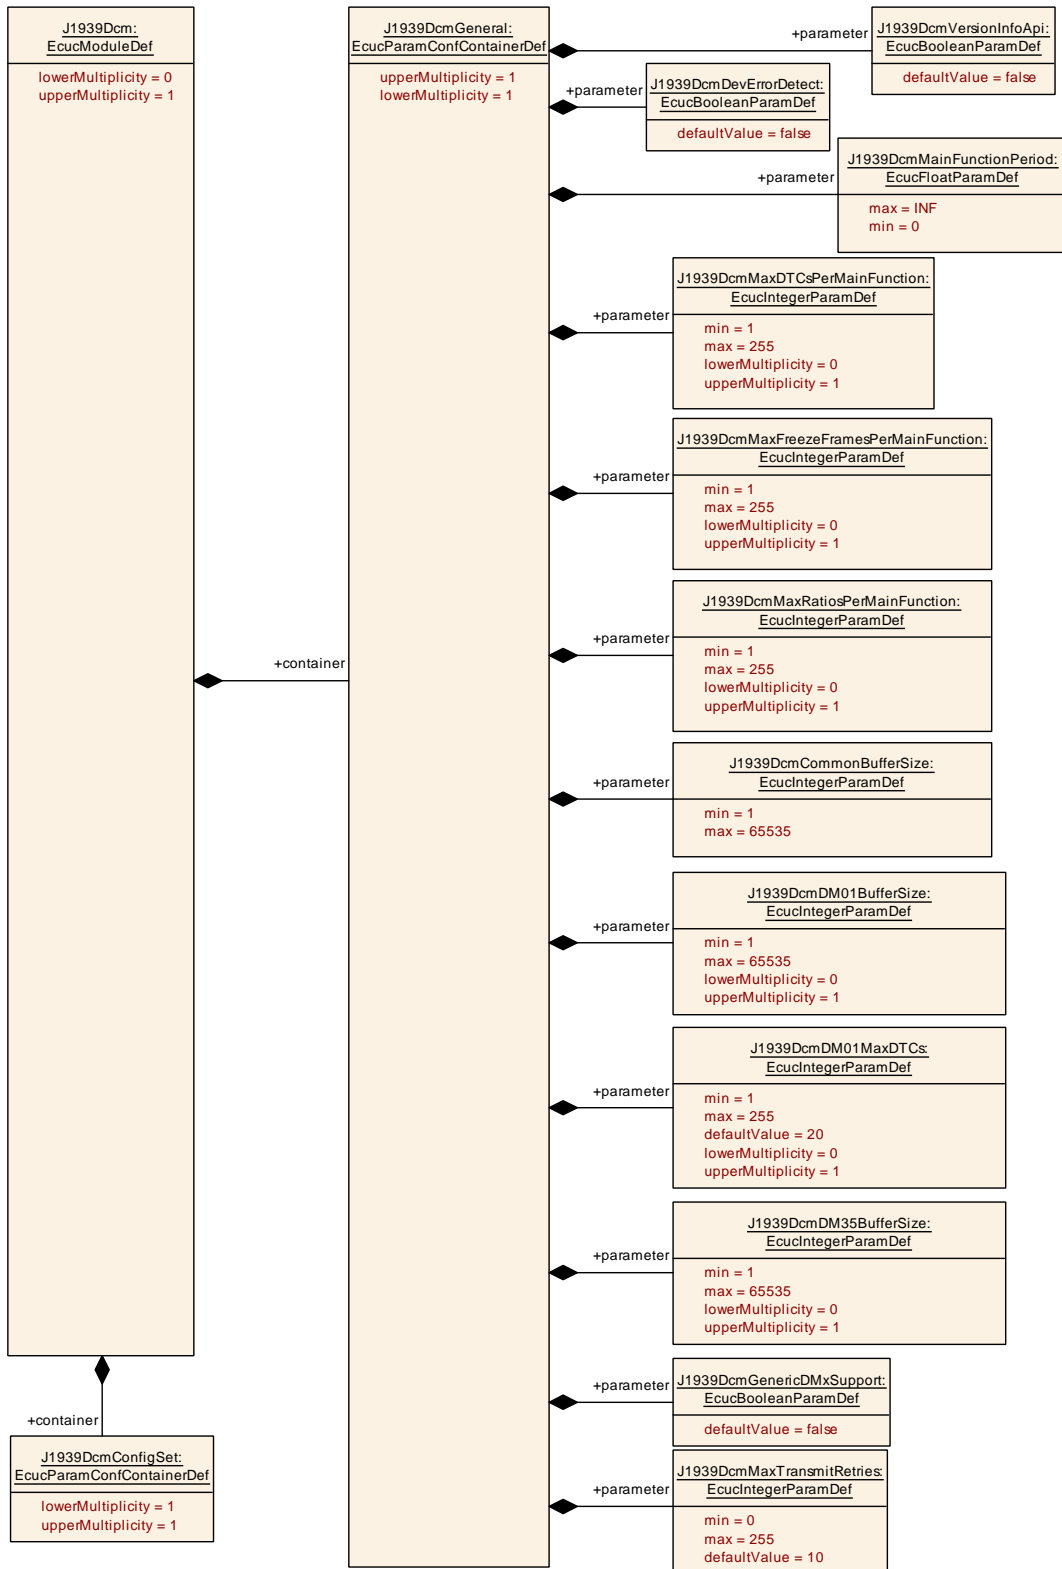 J1939Dcm:
EcucModuleDef
lowerMultiplicity = 0
upperMultiplicity = 1
J1939DcmGeneral:
EcucParamConfContainerDef
upperMultiplicity = 1
lowerMultiplicity = 1
+parameter
J1939DcmVersionInfoApi:
EcucBooleanParamDef
defaultValue = false
+parameter
J1939DcmDevErrorDetect:
EcucBooleanParamDef
defaultValue = false
+parameter
J1939DcmMainFunctionPeriod:
EcucFloatParamDef
max = INF
min = 0
+parameter
J1939DcmMaxDTCsPerMainFunction:
EcucIntegerParamDef
min = 1
max = 255
lowerMultiplicity = 0
upperMultiplicity = 1
+parameter
J1939DcmMaxFreezeFramesPerMainFunction:
EcucIntegerParamDef
min = 1
max = 255
lowerMultiplicity = 0
upperMultiplicity = 1
+parameter
J1939DcmMaxRatiosPerMainFunction:
EcucIntegerParamDef
min = 1
max = 255
lowerMultiplicity = 0
upperMultiplicity = 1
+container
+parameter
J1939DcmCommonBufferSize:
EcucIntegerParamDef
min = 1
max = 65535
+parameter
J1939DcmDM01BufferSize:
EcucIntegerParamDef
min = 1
max = 65535
lowerMultiplicity = 0
upperMultiplicity = 1
+parameter
J1939DcmDM01MaxDTCs:
EcucIntegerParamDef
min = 1
max = 255
defaultValue = 20
lowerMultiplicity = 0
upperMultiplicity = 1
+parameter
J1939DcmDM35BufferSize:
EcucIntegerParamDef
min = 1
max = 65535
lowerMultiplicity = 0
upperMultiplicity = 1
+parameter
J1939DcmGenericDMxSupport:
EcucBooleanParamDef
defaultValue = false
+container
J1939DcmConfigSet:
EcucParamConfContainerDef
lowerMultiplicity = 1
upperMultiplicity = 1
+parameter
J1939DcmMaxTransmitRetries:
EcucIntegerParamDef
min = 0
max = 255
defaultValue = 10